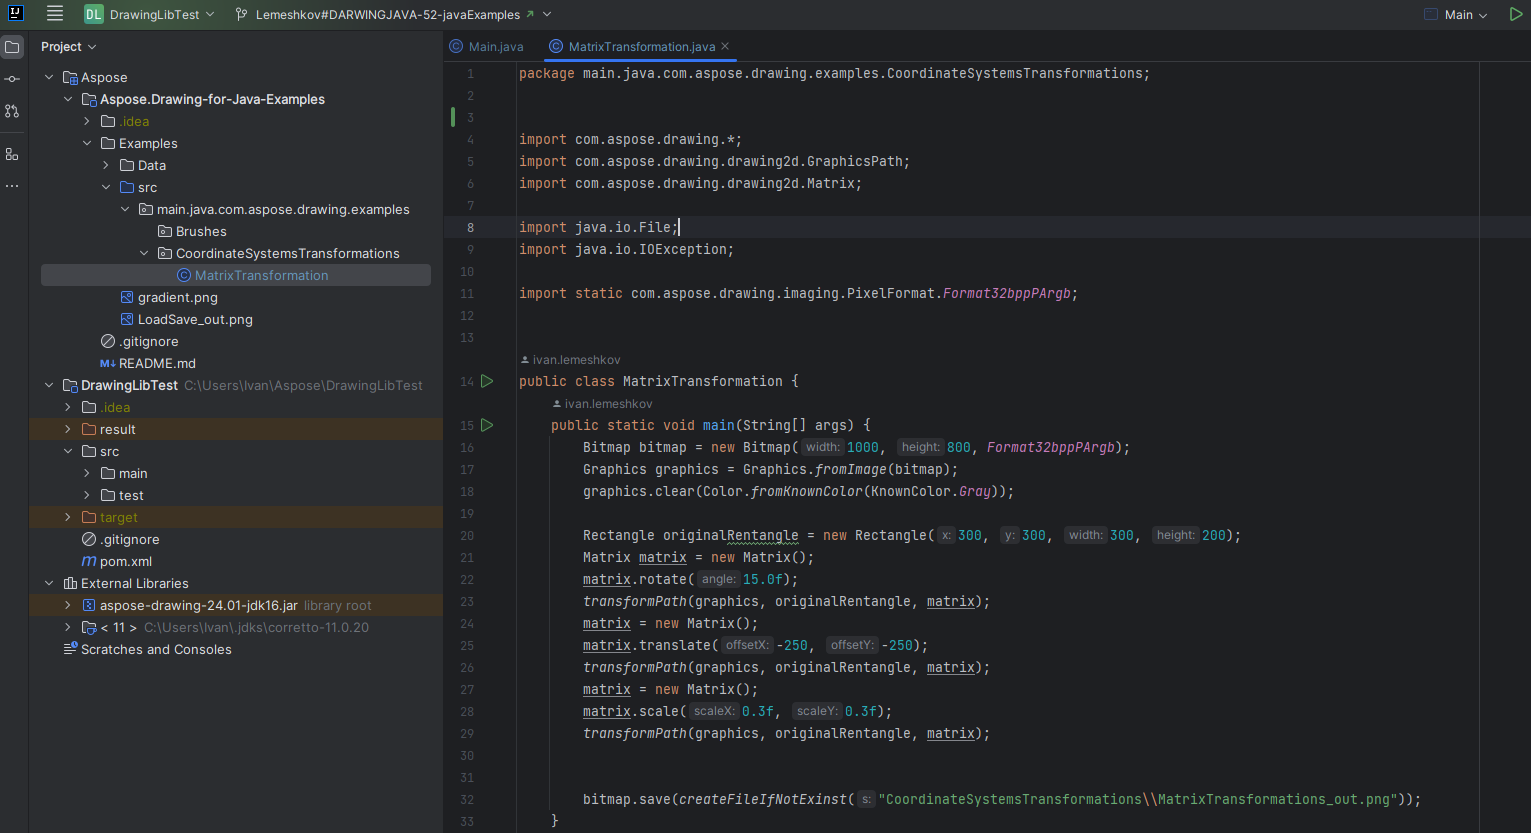 DL DrawingLibTest Lemeshkov#DARWINGJAVA-52-javaExamples Main
Project
Aspose
Aspose.Drawing-for-Java-Examples
.idea
Examples
Data
src
main.java.com.aspose.drawing.examples
Brushes
CoordinateSystemsTransformations
MatrixTransformation
gradient.png
LoadSave_out.png
.gitignore
README.md
DrawingLibTest C:\Users\Ivan\Aspose\DrawingLibTest
.idea
result
src
main
test
target
.gitignore
pom.xml
External Libraries
aspose-drawing-24.01-jdk16.jar library root
< 11 > C:\Users\Ivan\.jdks\corretto-11.0.20
Scratches and Consoles
Main.java MatrixTransformation.java
1 package main.java.com.aspose.drawing.examples.CoordinateSystemsTransformations;
2
3
4 import com.aspose.drawing.*;
5 import com.aspose.drawing.drawing2d.GraphicsPath;
6 import com.aspose.drawing.drawing2d.Matrix;
7
8 import java.io.File;
9 import java.io.IOException;
10
11 import static com.aspose.drawing.imaging.PixelFormat.Format32bppPArgb;
12
13
ivan.lemeshkov
14 public class MatrixTransformation {
ivan.lemeshkov
15 public static void main(String[] args) {
16 Bitmap bitmap = new Bitmap( width: 1000, height: 800, Format32bppPArgb);
17 Graphics graphics = Graphics.fromImage(bitmap);
18 graphics.clear(Color.fromKnownColor(KnownColor.Gray));
19
20 Rectangle originalRentangle = new Rectangle( x: 300, y: 300, width: 300, height: 200);
21 Matrix matrix = new Matrix();
22 matrix.rotate( angle: 15.0f);
23 transformPath(graphics, originalRentangle, matrix);
24 matrix = new Matrix();
25 matrix.translate( offsetX: -250, offsetY: -250);
26 transformPath(graphics, originalRentangle, matrix);
27 matrix = new Matrix();
28 matrix.scale( scaleX: 0.3f, scaleY: 0.3f);
29 transformPath(graphics, originalRentangle, matrix);
30
31
32 bitmap.save(createFileIfNotExinst( s: "CoordinateSystemsTransformations\\MatrixTransformations_out.png"));
33 }